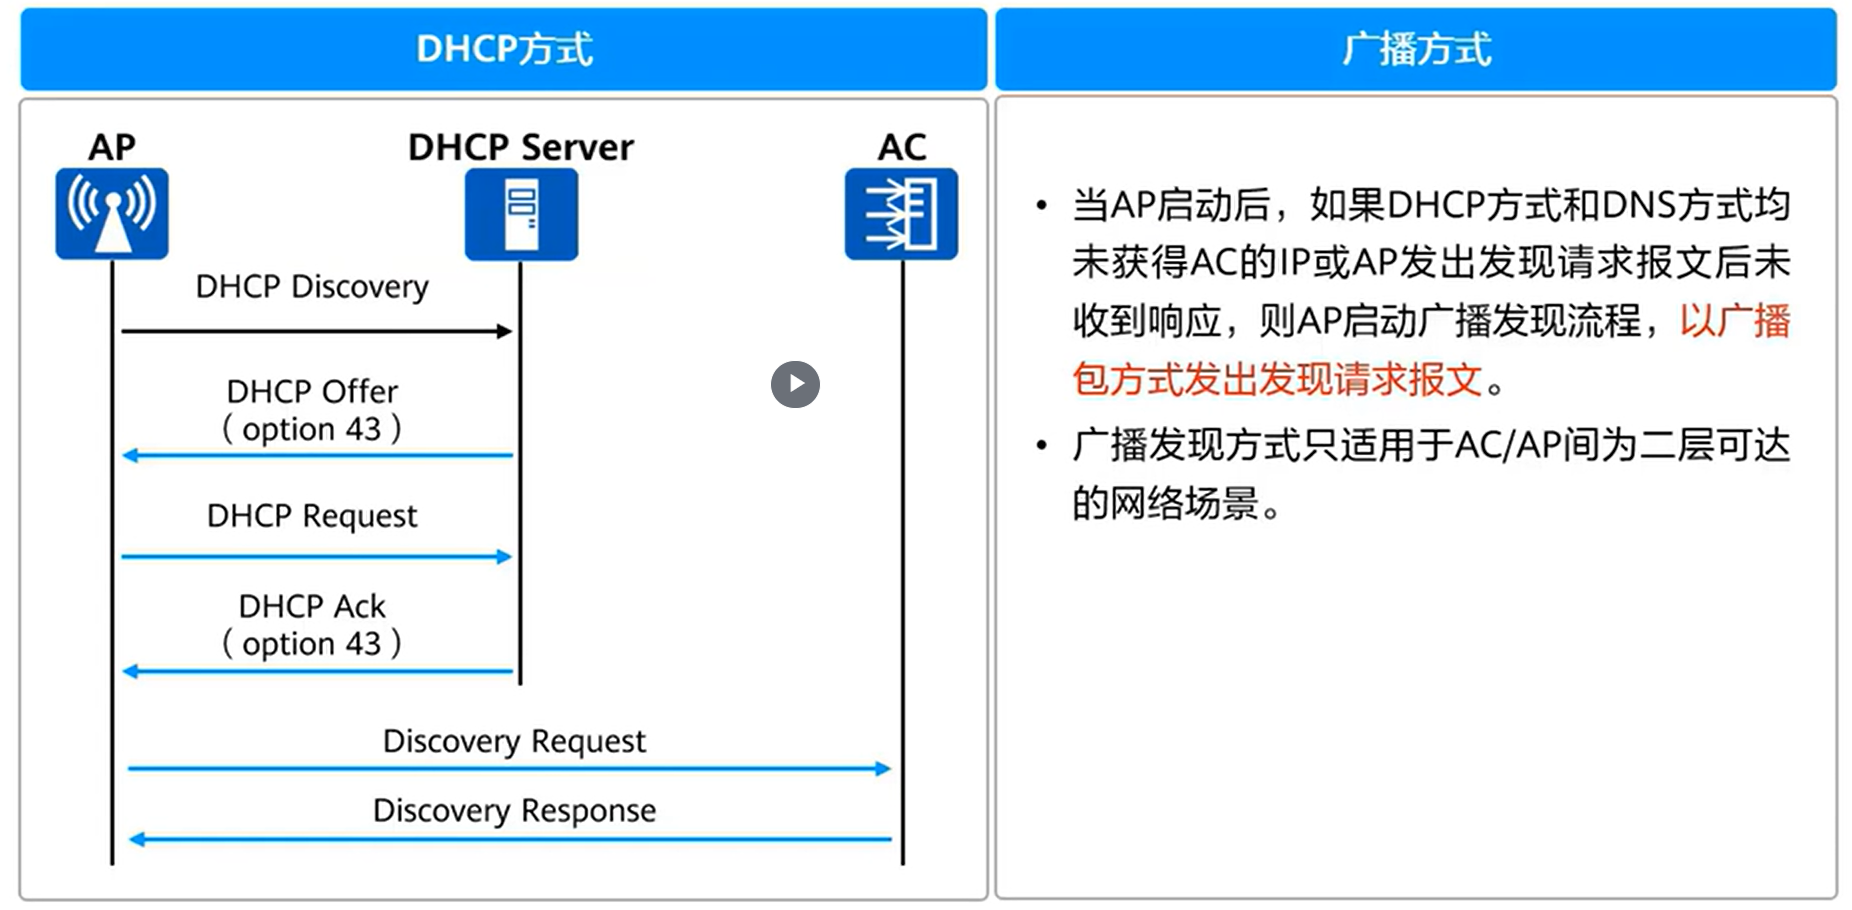 DHCP方式
AP
DHCP Server
AC
DHCP Discovery
DHCP Offer
（option 43）
DHCP Request
DHCP Ack
（option 43）
Discovery Request
Discovery Response
广播方式
• 当AP启动后，如果DHCP方式和DNS方式均
未获得AC的IP或AP发出发现请求报文后未
收到响应，则AP启动广播发现流程，以广播
包方式发出发现请求报文。
• 广播发现方式只适用于AC/AP间为二层可达
的网络场景。